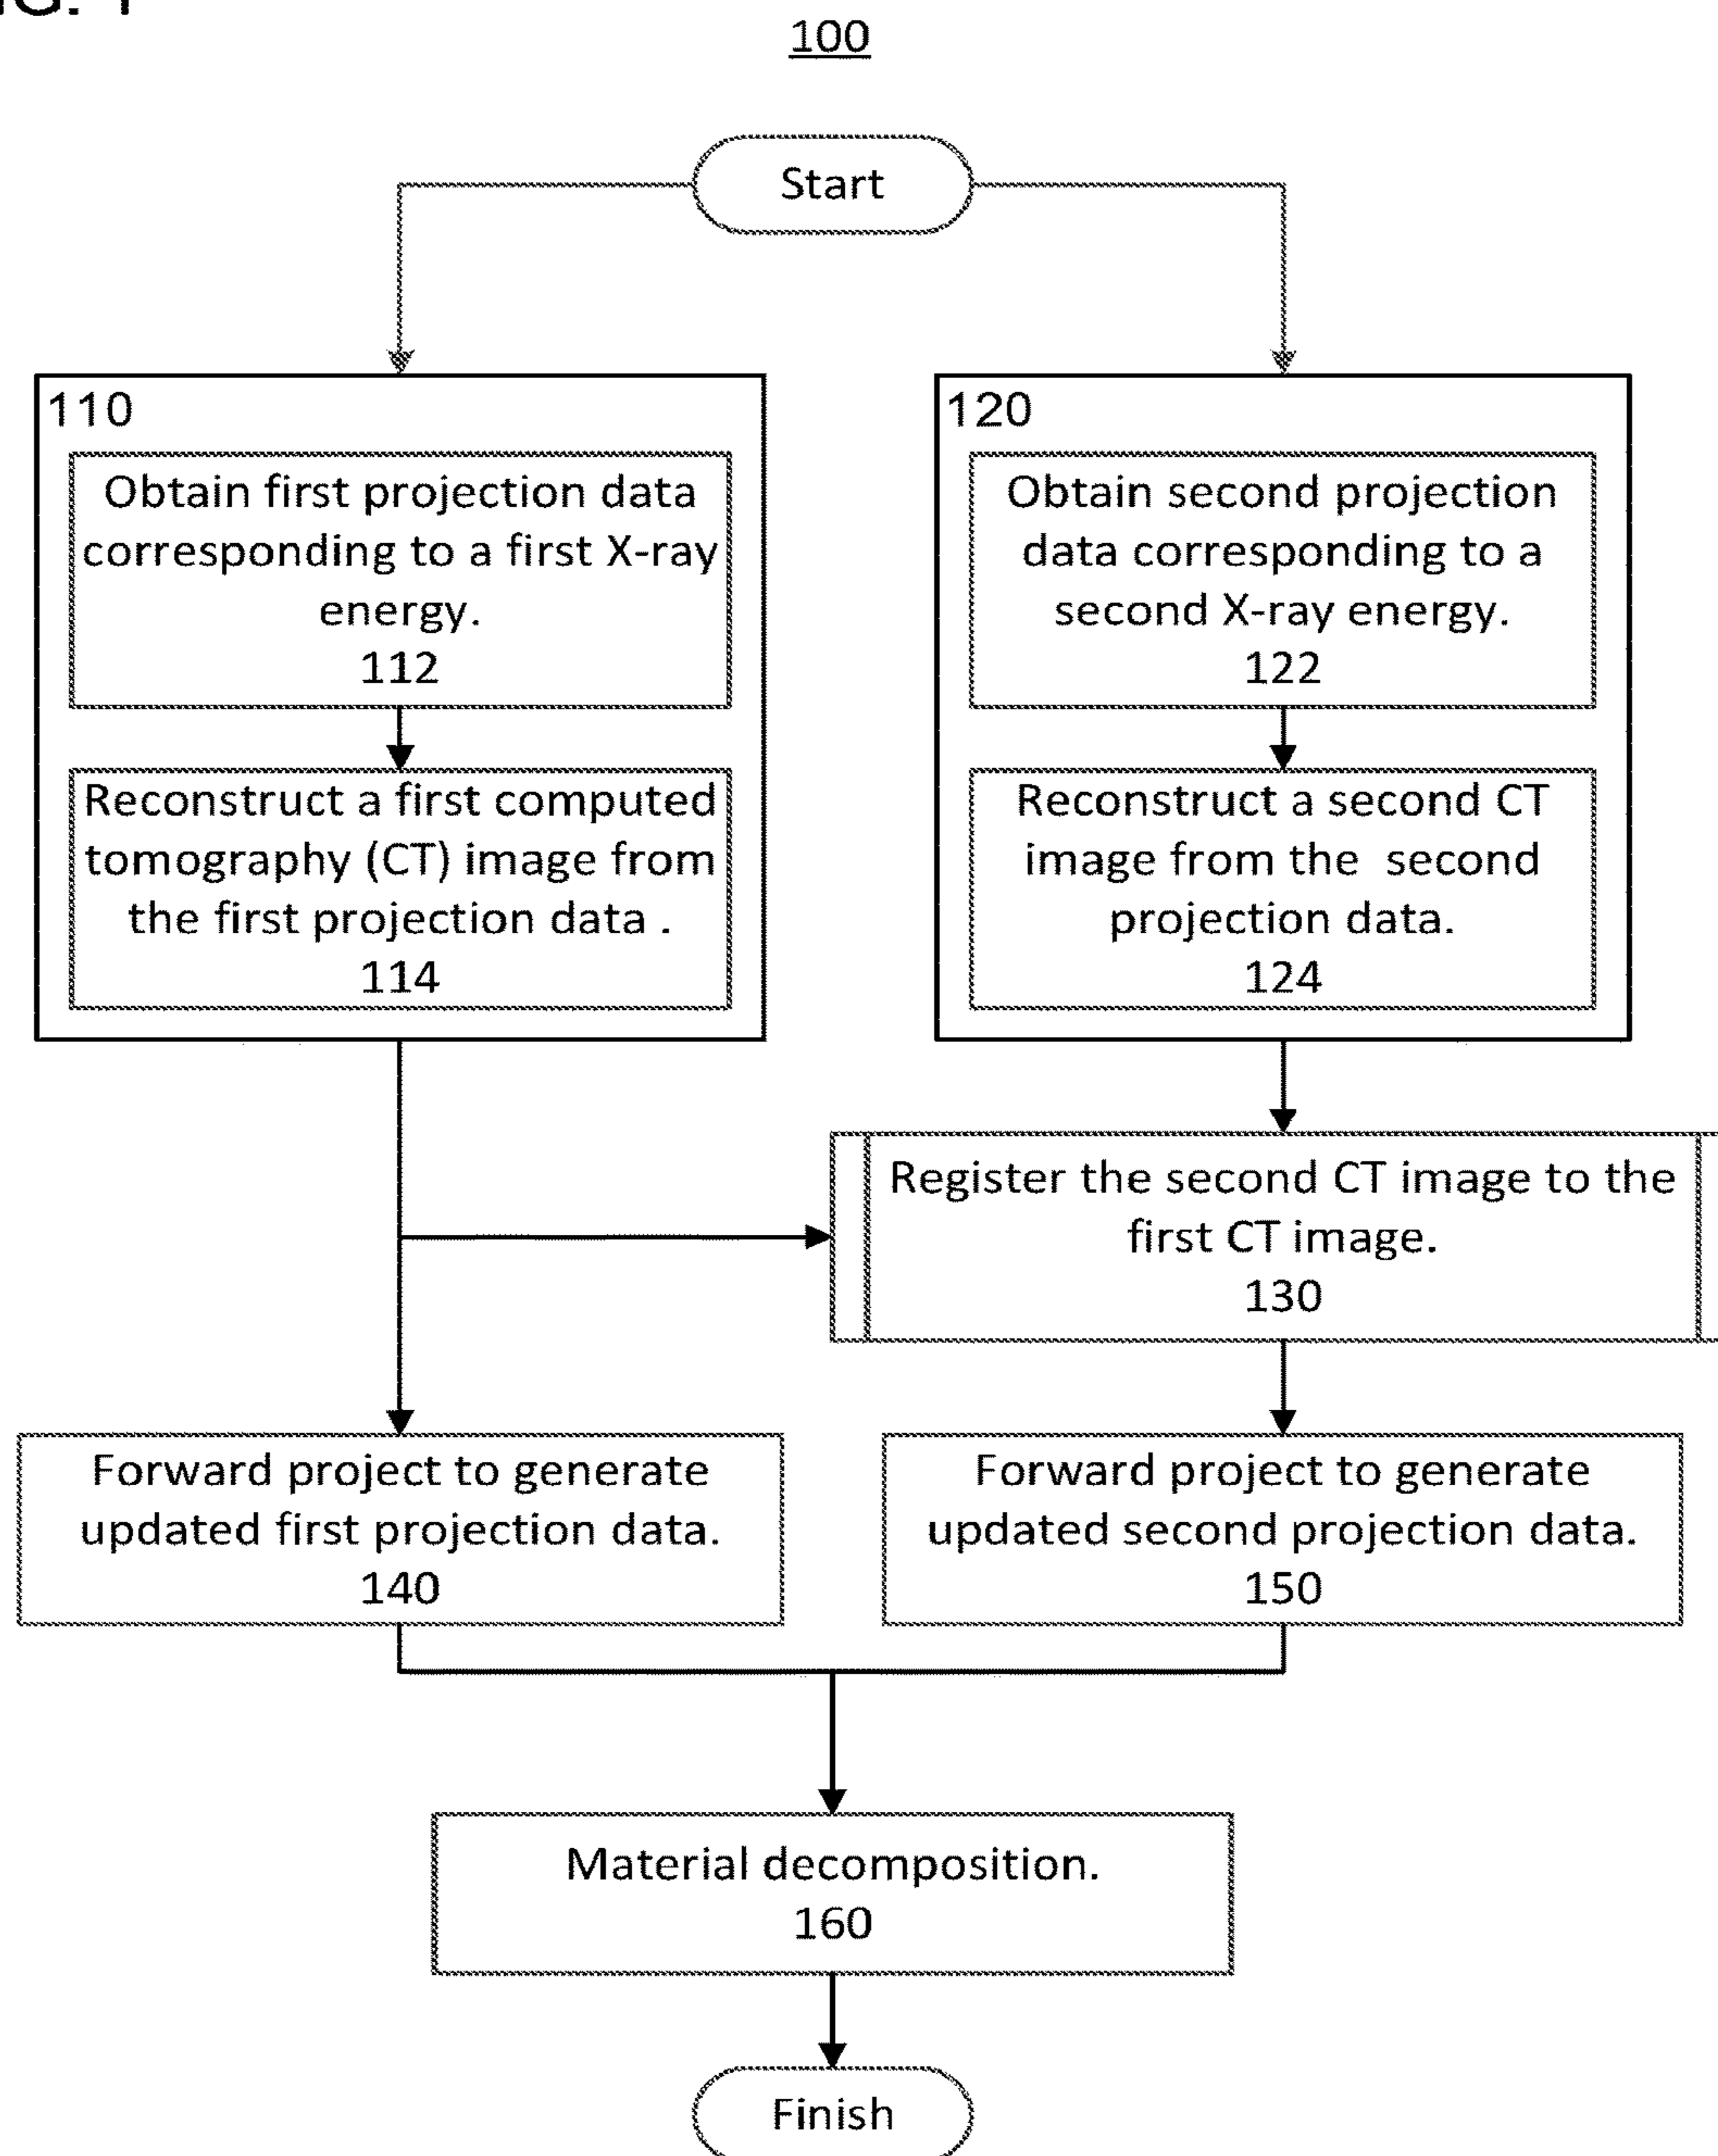 100
Start
110
Obtain first projection data
corresponding to a first X-ray
energy.
112
Reconstruct a first computed
tomography (CT) image from
the first projection data .
114
120
Obtain second projection
data corresponding to a
second X-ray energy.
122
Reconstruct a second CT
image from the second
projection data.
124
Register the second CT image to the
first CT image.
130
Forward project to generate
updated first projection data.
140
Forward project to generate
updated second projection data.
150
Material decomposition.
160
Finish